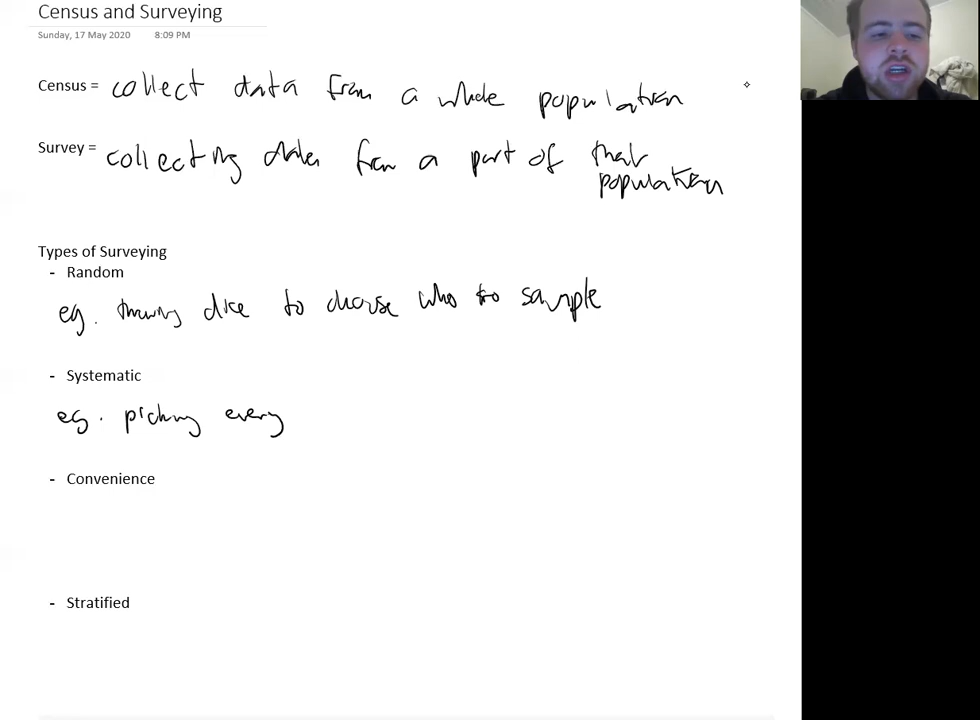 Census and Surveying
Sunday, 17 May 2020 8:09 PM
Census = collect data from a whole population
Survey = collecting data from a part of that
population
Types of Surveying
- Random
eg. throwing dice to choose who to sample
- Systematic
eg. picking every
- Convenience
- Stratified